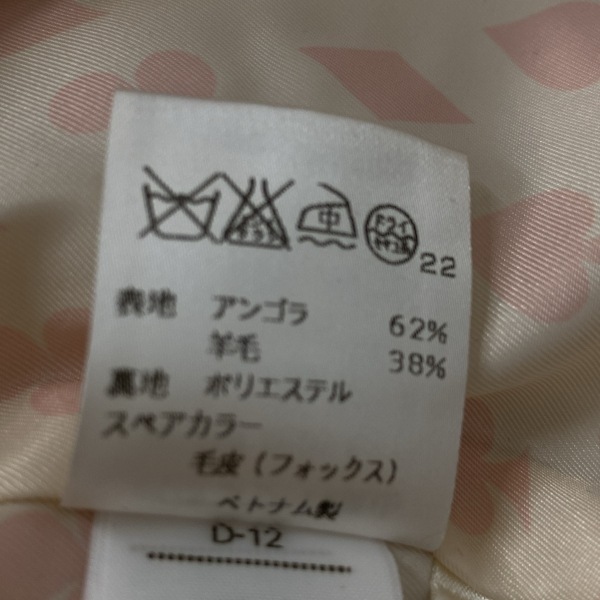 中
ドライ
22
表地 アンゴラ 62%
羊毛 38%
裏地 ポリエステル
スペアカラー
毛皮(フォックス)
ベトナム製
D-12